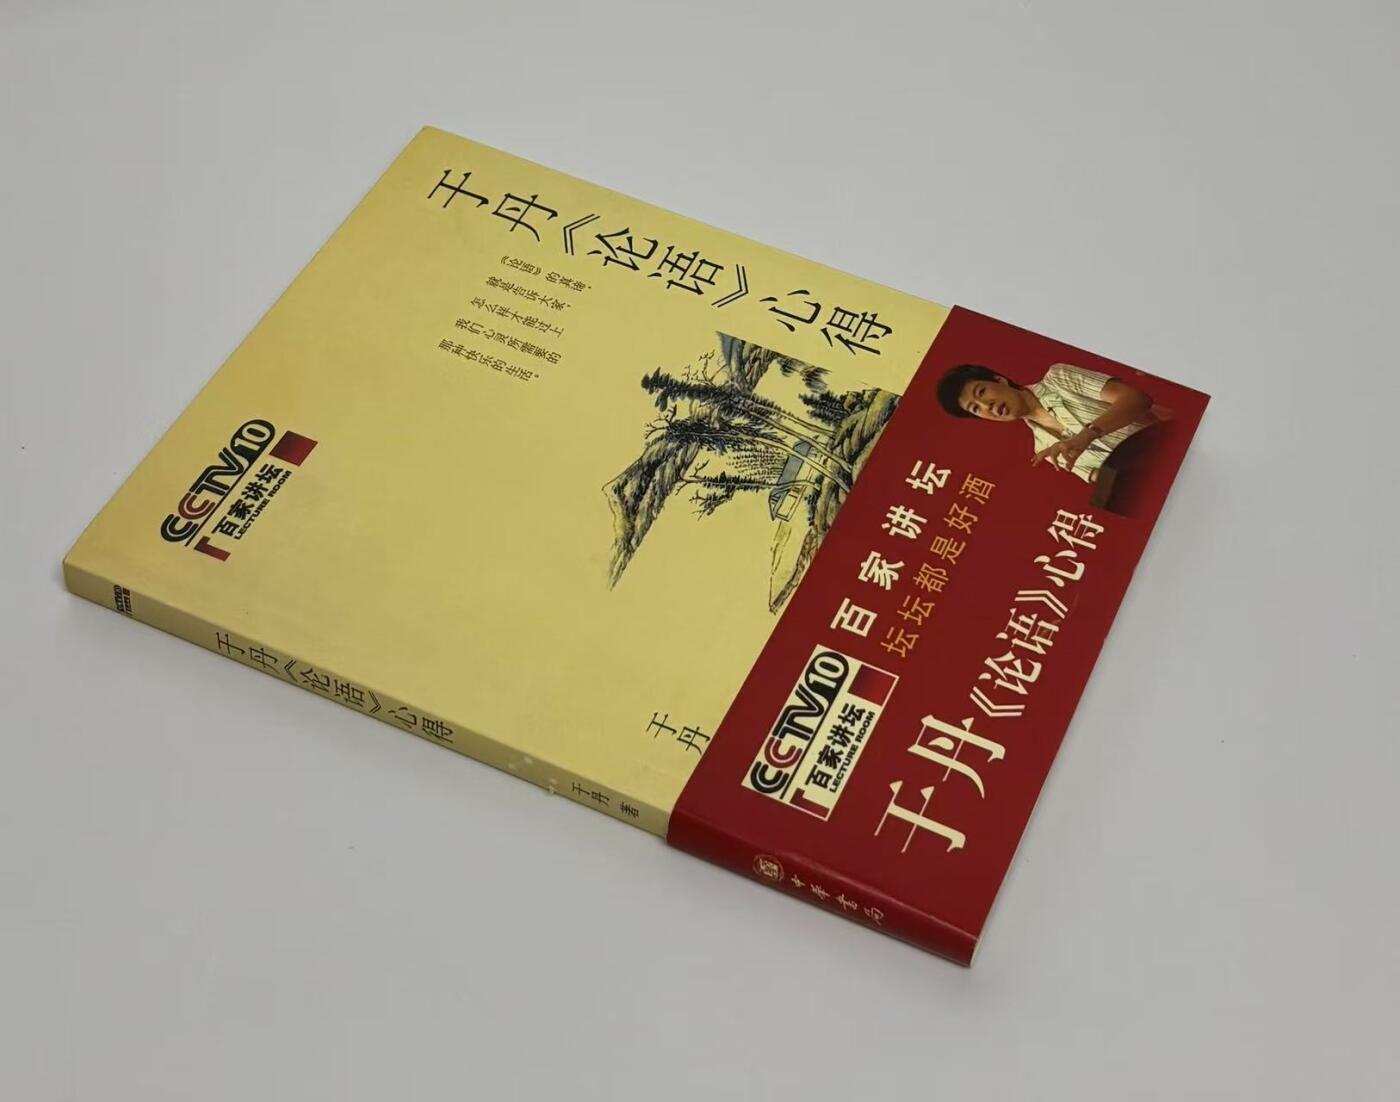 于丹《论语》心得
《论语》的真谛，
就是告诉大家，
怎么样才能过上
我们心灵所需要的
那种快乐的生活。
CCTV10
百家讲坛
LECTURE ROOM
于丹
百家讲坛
坛坛都是好酒
CCTV10
百家讲坛
LECTURE ROOM
于丹《论语》心得
于丹《论语》心得
于丹 著
中华书局